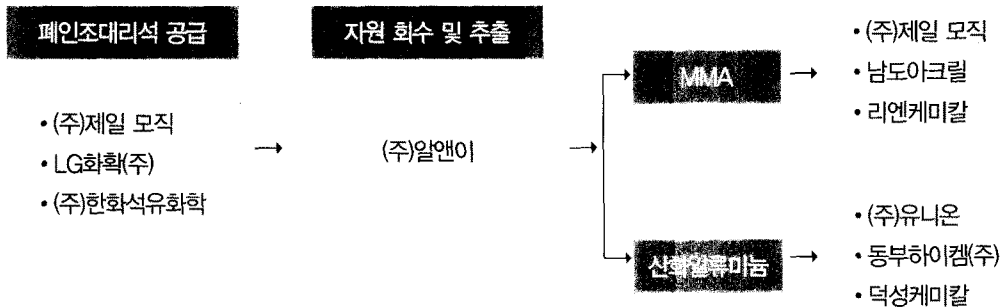 폐인조대리석 공급
• (주)제일 모직
• LG화확(주)
• (주)한화석유화학
자원 회수 및 추출
(주)알앤이
MMA
• (주)제일 모직
• 남도아크릴
• 리엔케미칼
산화알류미늄
• (주)유니온
• 동부하이켐(주)
• 덕성케미칼